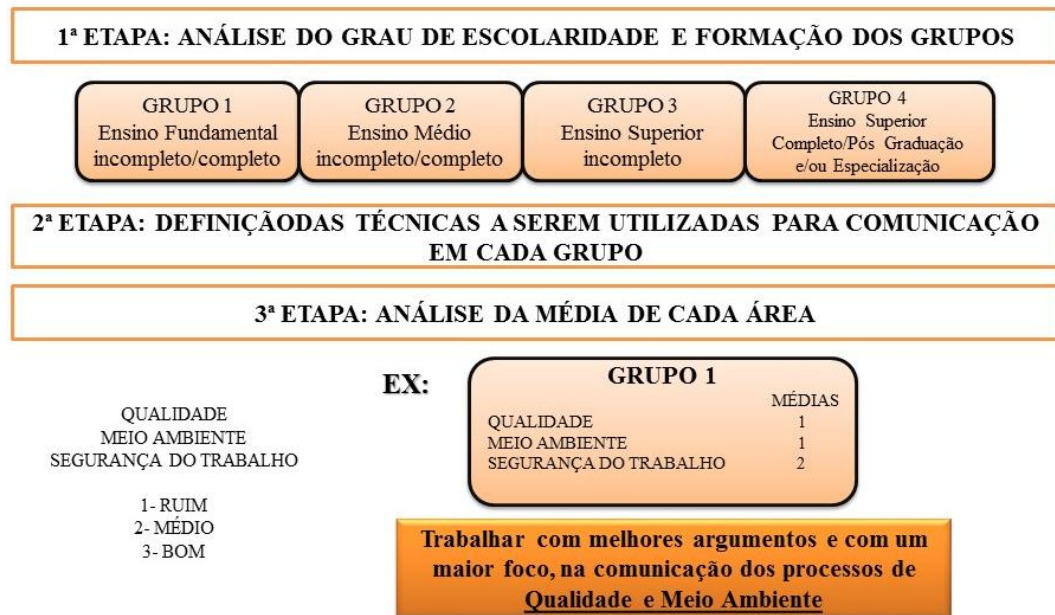 1ª ETAPA: ANÁLISE DO GRAU DE ESCOLARIDADE E FORMAÇÃO DOS GRUPOS
GRUPO 1
Ensino Fundamental
incompleto/completo
GRUPO 2
Ensino Médio
incompleto/completo
GRUPO 3
Ensino Superior
incompleto
GRUPO 4
Ensino Superior
Completo/Pós Graduação
e/ou Especialização
2ª ETAPA: DEFINIÇÃODAS TÉCNICAS A SEREM UTILIZADAS PARA COMUNICAÇÃO
EM CADA GRUPO
3ª ETAPA: ANÁLISE DA MÉDIA DE CADA ÁREA
QUALIDADE
MEIO AMBIENTE
SEGURANÇA DO TRABALHO
1- RUIM
2- MÉDIO
3- BOM
EX:
GRUPO 1
MÉDIAS
QUALIDADE 1
MEIO AMBIENTE 1
SEGURANÇA DO TRABALHO 2
Trabalhar com melhores argumentos e com um
maior foco, na comunicação dos processos de
Qualidade e Meio Ambiente